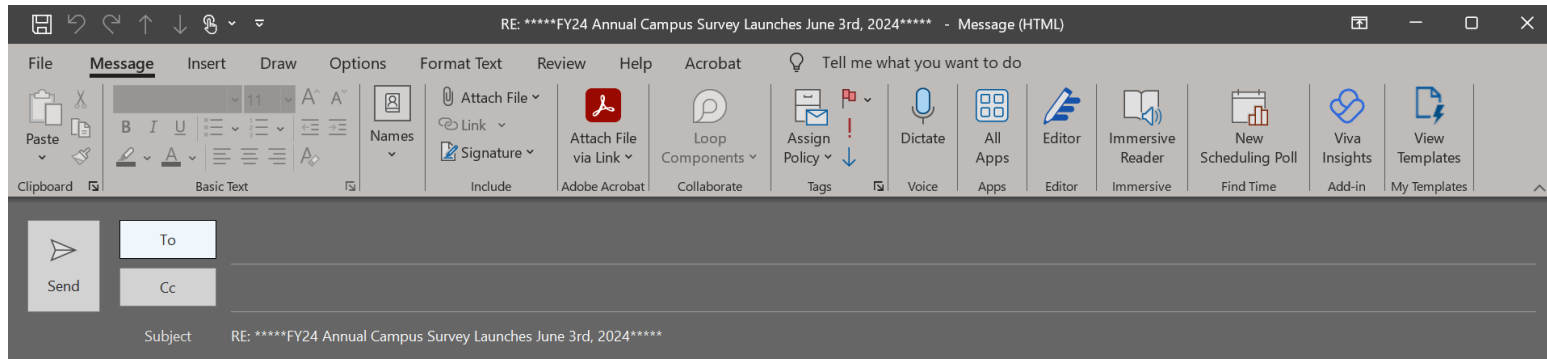 RE: *****FY24 Annual Campus Survey Launches June 3rd, 2024***** - Message (HTML)
File Message Insert Draw Options Format Text Review Help Acrobat Tell me what you want to do
Paste
11
A A
B I U
A
A
Names
Attach File
Link
Signature
Attach File
via Link
Loop
Components
Assign
Policy
Dictate
All
Apps
Editor
Immersive
Reader
New
Scheduling Poll
Viva
Insights
View
Templates
Clipboard Basic Text Include Adobe Acrobat Collaborate Tags Voice Apps Editor Immersive Find Time Add-in My Templates
Send
To
Cc
Subject RE: *****FY24 Annual Campus Survey Launches June 3rd, 2024*****